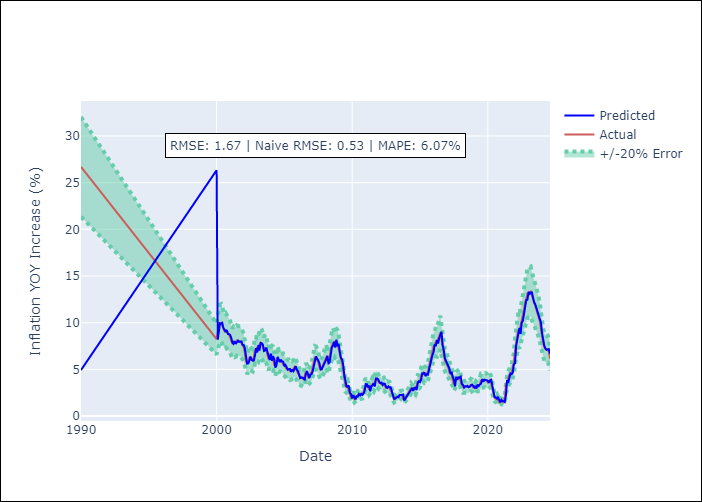 RMSE: 1.67 | Naive RMSE: 0.53 | MAPE: 6.07%
Predicted
Actual
+/-20% Error
Inflation YOY Increase (%)
30
25
20
15
10
5
0
1990
2000
2010
2020
Date